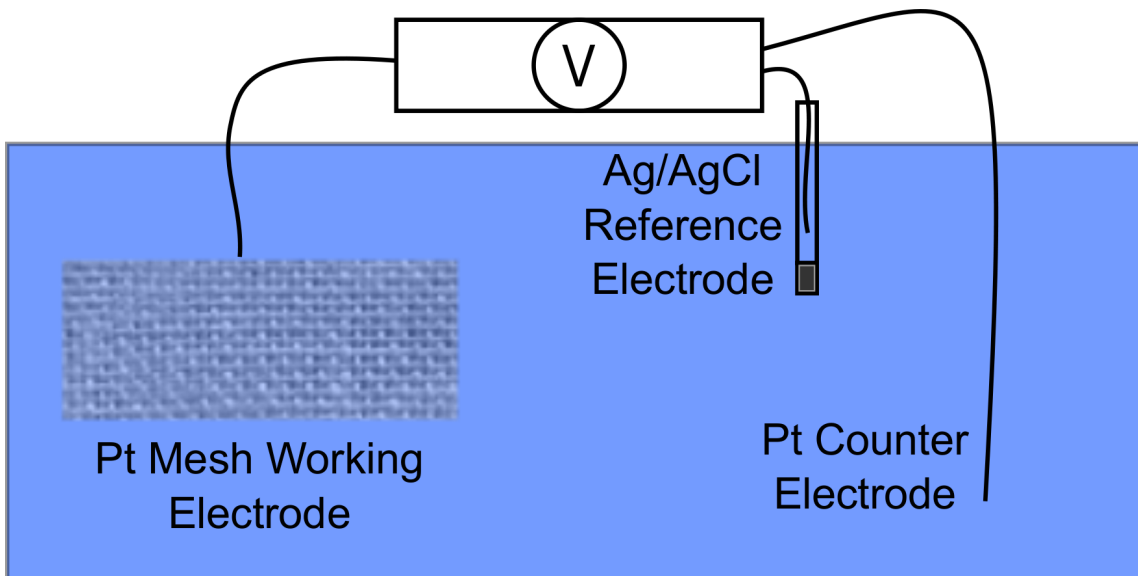 V
Ag/AgCl
Reference
Electrode
Pt Mesh Working
Electrode
Pt Counter
Electrode